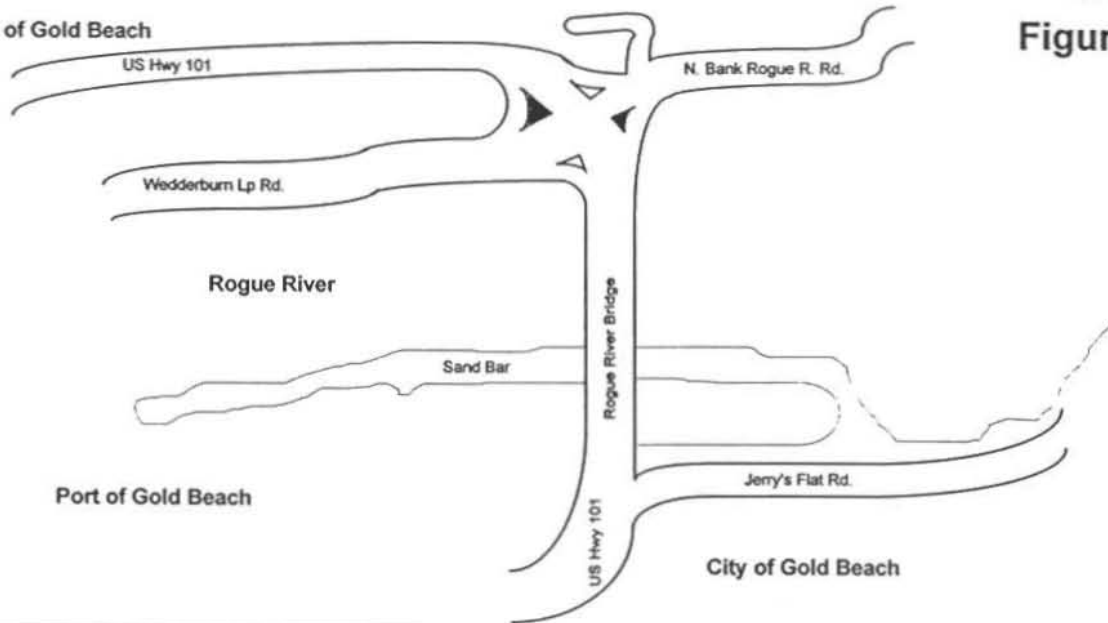 of Gold Beach
Figur
US Hwy 101
N. Bank Rogue R. Rd.
Wedderburn Lp Rd.
Rogue River
Rogue River Bridge
Sand Bar
Jerry's Flat Rd.
Port of Gold Beach
US Hwy 101
City of Gold Beach